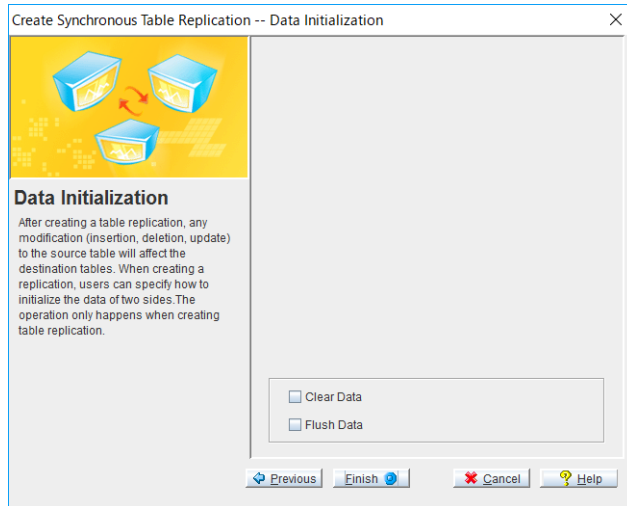 Create Synchronous Table Replication -- Data Initialization
Data Initialization
After creating a table replication, any
modification (insertion, deletion, update)
to the source table will affect the
destination tables. When creating a
replication, users can specify how to
initialize the data of two sides.The
operation only happens when creating
table replication.
Clear Data
Flush Data
Previous Finish Cancel Help